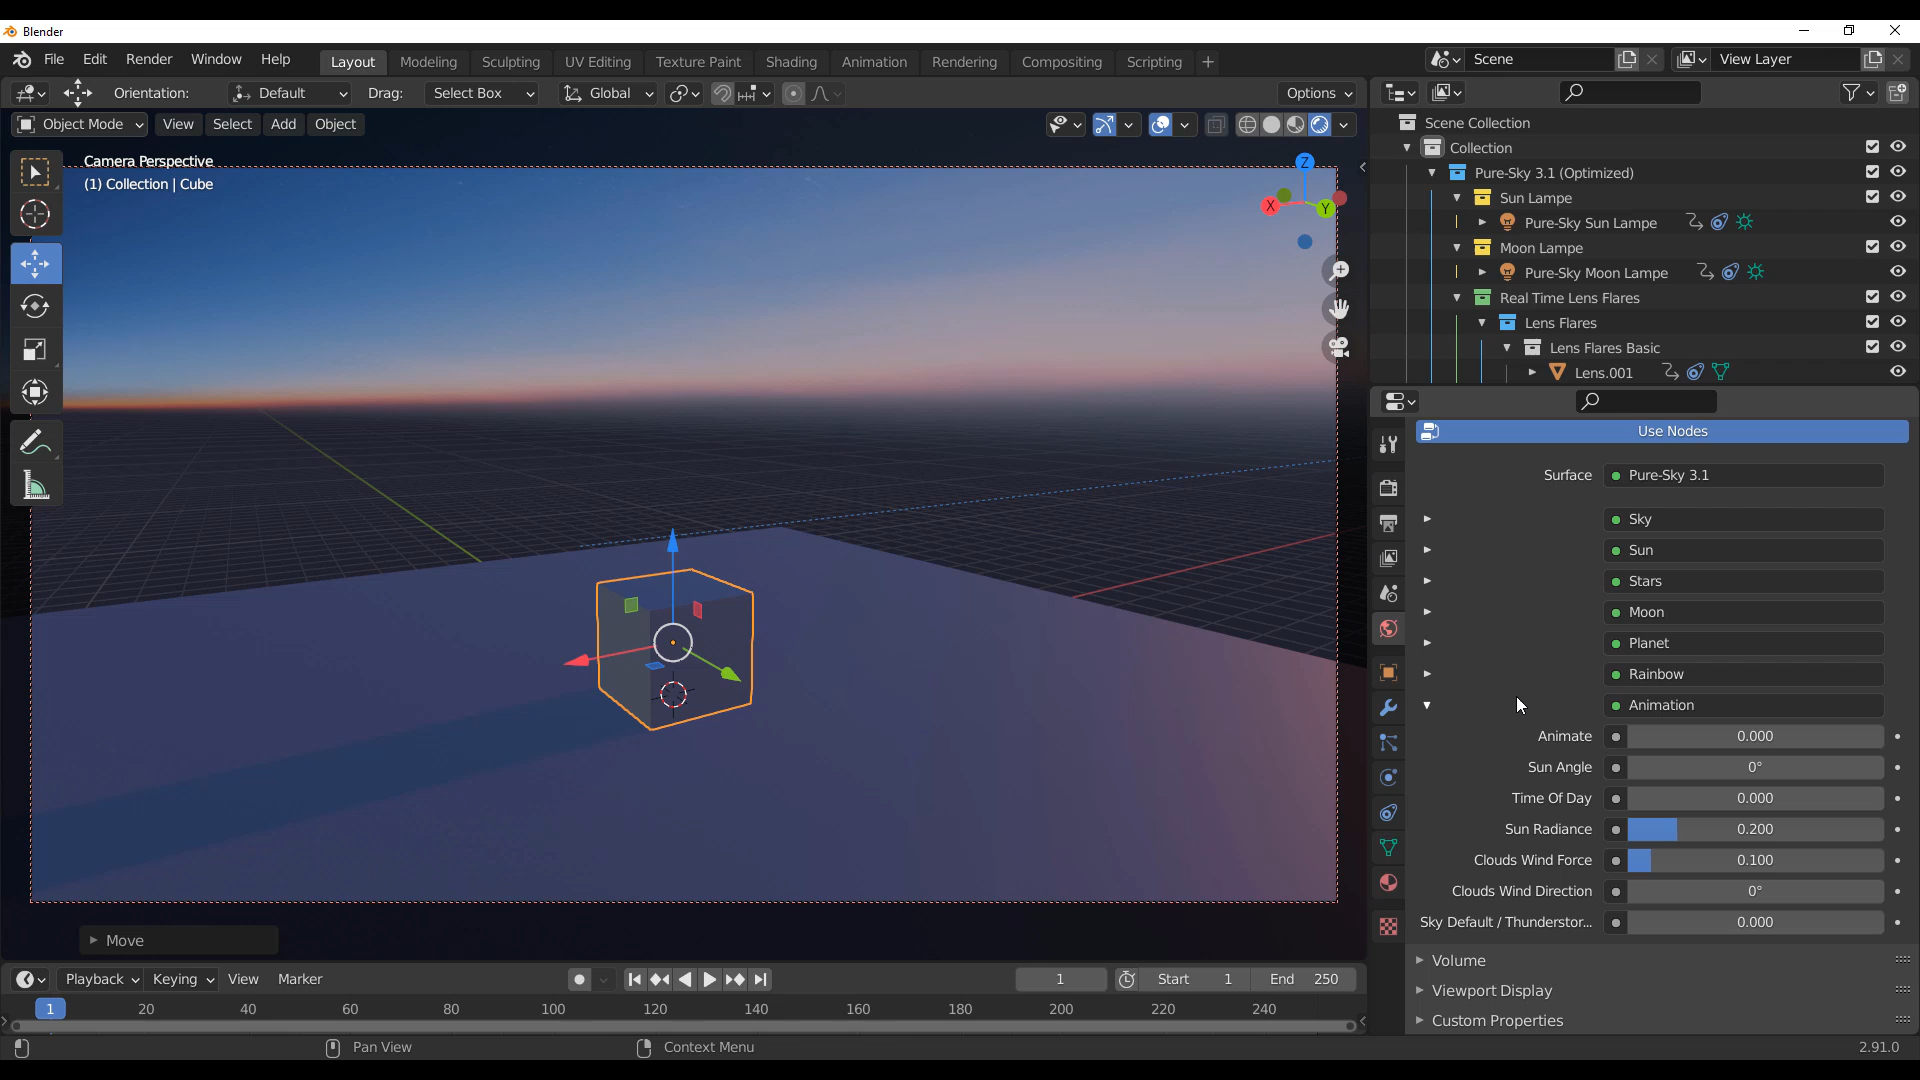 Blender
File Edit Render Window Help Layout Modeling Sculpting UV Editing Texture Paint Shading Animation Rendering Compositing Scripting + Scene View Layer
Orientation: Default Drag: Select Box Global Options
Object Mode View Select Add Object
Camera Perspective
(1) Collection | Cube
Z
X
Y
Scene Collection
Collection
Pure-Sky 3.1 (Optimized)
Sun Lampe
Pure-Sky Sun Lampe
Moon Lampe
Pure-Sky Moon Lampe
Real Time Lens Flares
Lens Flares
Lens Flares Basic
Lens.001
Use Nodes
Surface Pure-Sky 3.1
Sky
Sun
Stars
Moon
Planet
Rainbow
Animation
Animate 0.000
Sun Angle 0°
Time Of Day 0.000
Sun Radiance 0.200
Clouds Wind Force 0.100
Clouds Wind Direction 0°
Sky Default / Thunderstor... 0.000
Volume
Viewport Display
Custom Properties
Move
Playback Keying View Marker 1 Start 1 End 250
1 20 40 60 80 100 120 140 160 180 200 220 240
Pan View Context Menu 2.91.0